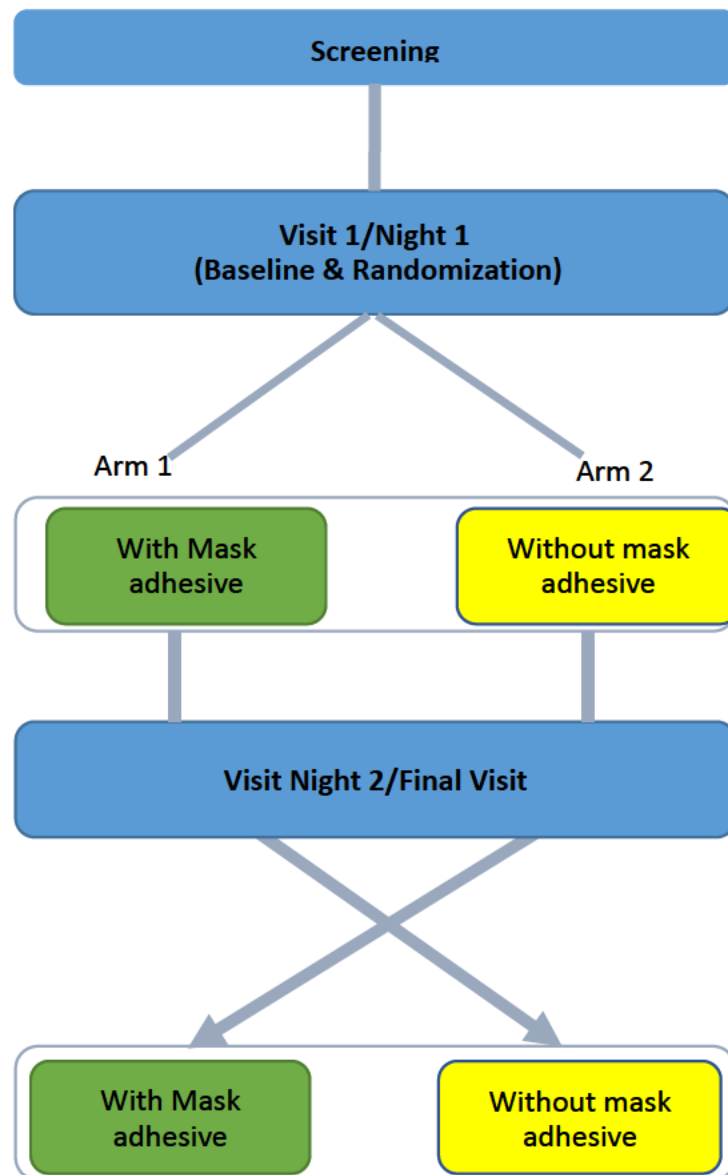 Screening
Visit 1/Night 1
(Baseline & Randomization)
Arm 1
Arm 2
With Mask
adhesive
Without mask
adhesive
Visit Night 2/Final Visit
With Mask
adhesive
Without mask
adhesive